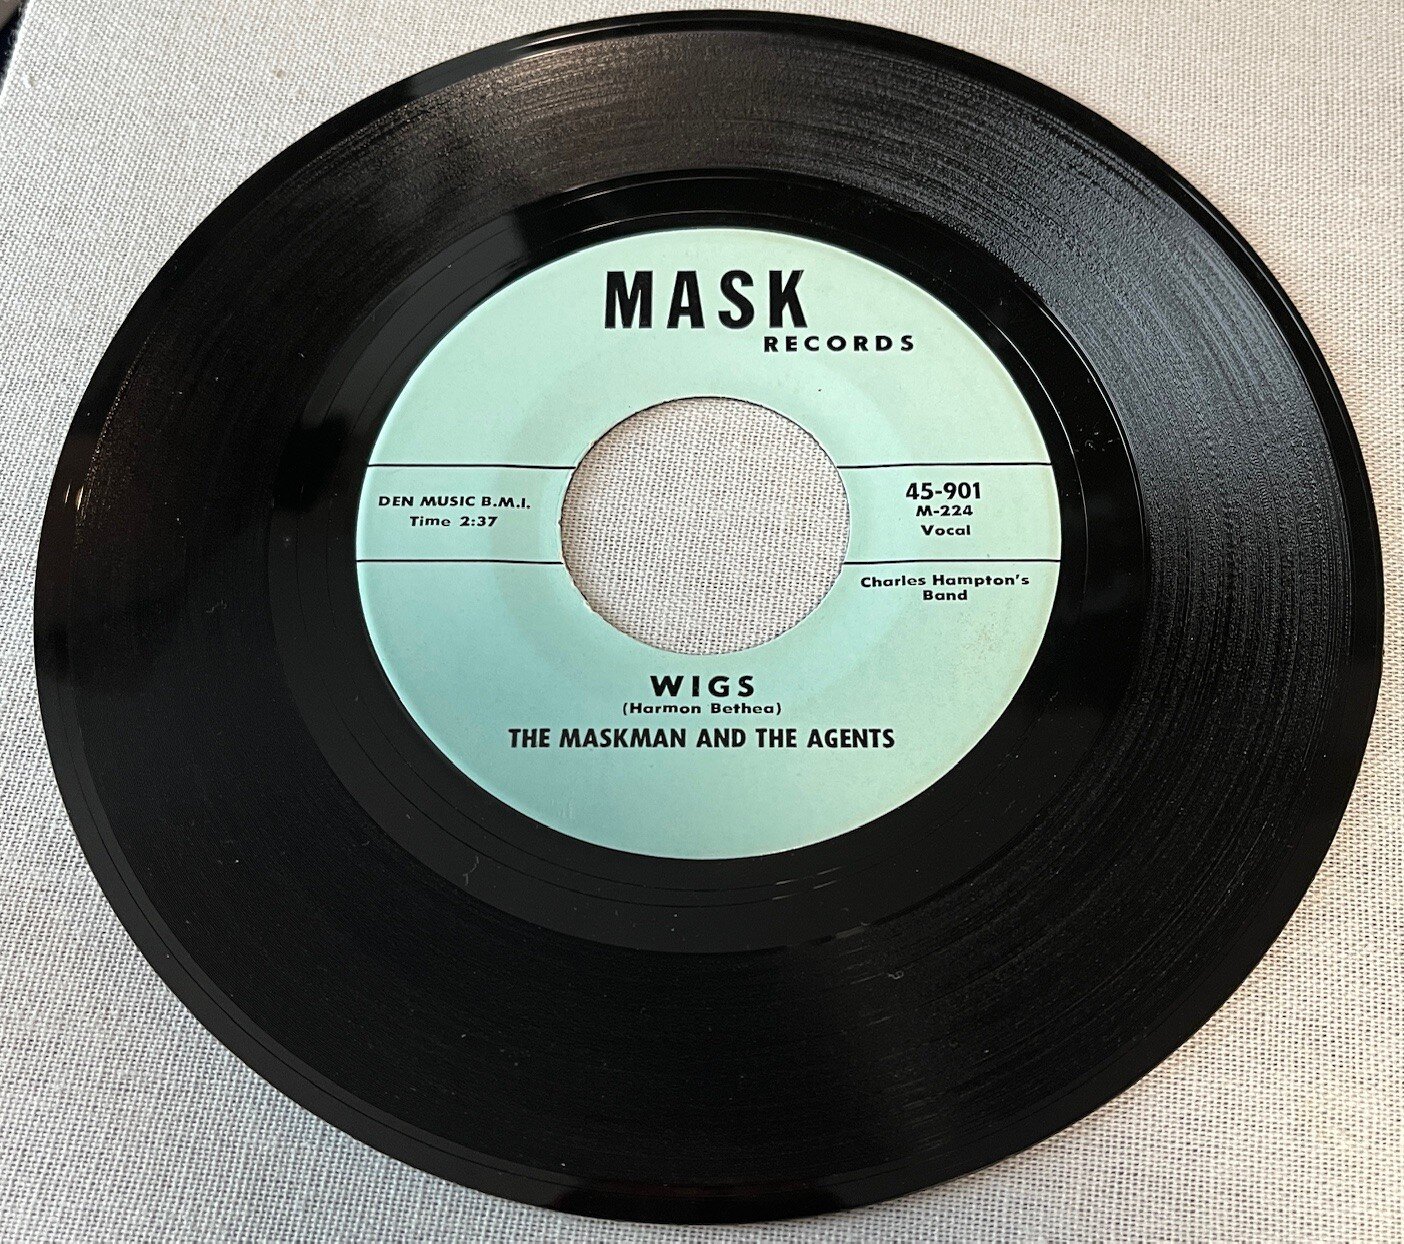 MASK
RECORDS
DEN MUSIC B.M.I.
Time 2:37
45-901
M-224
Vocal
Charles Hampton's
Band
WIGS
(Harmon Bethea)
THE MASKMAN AND THE AGENTS